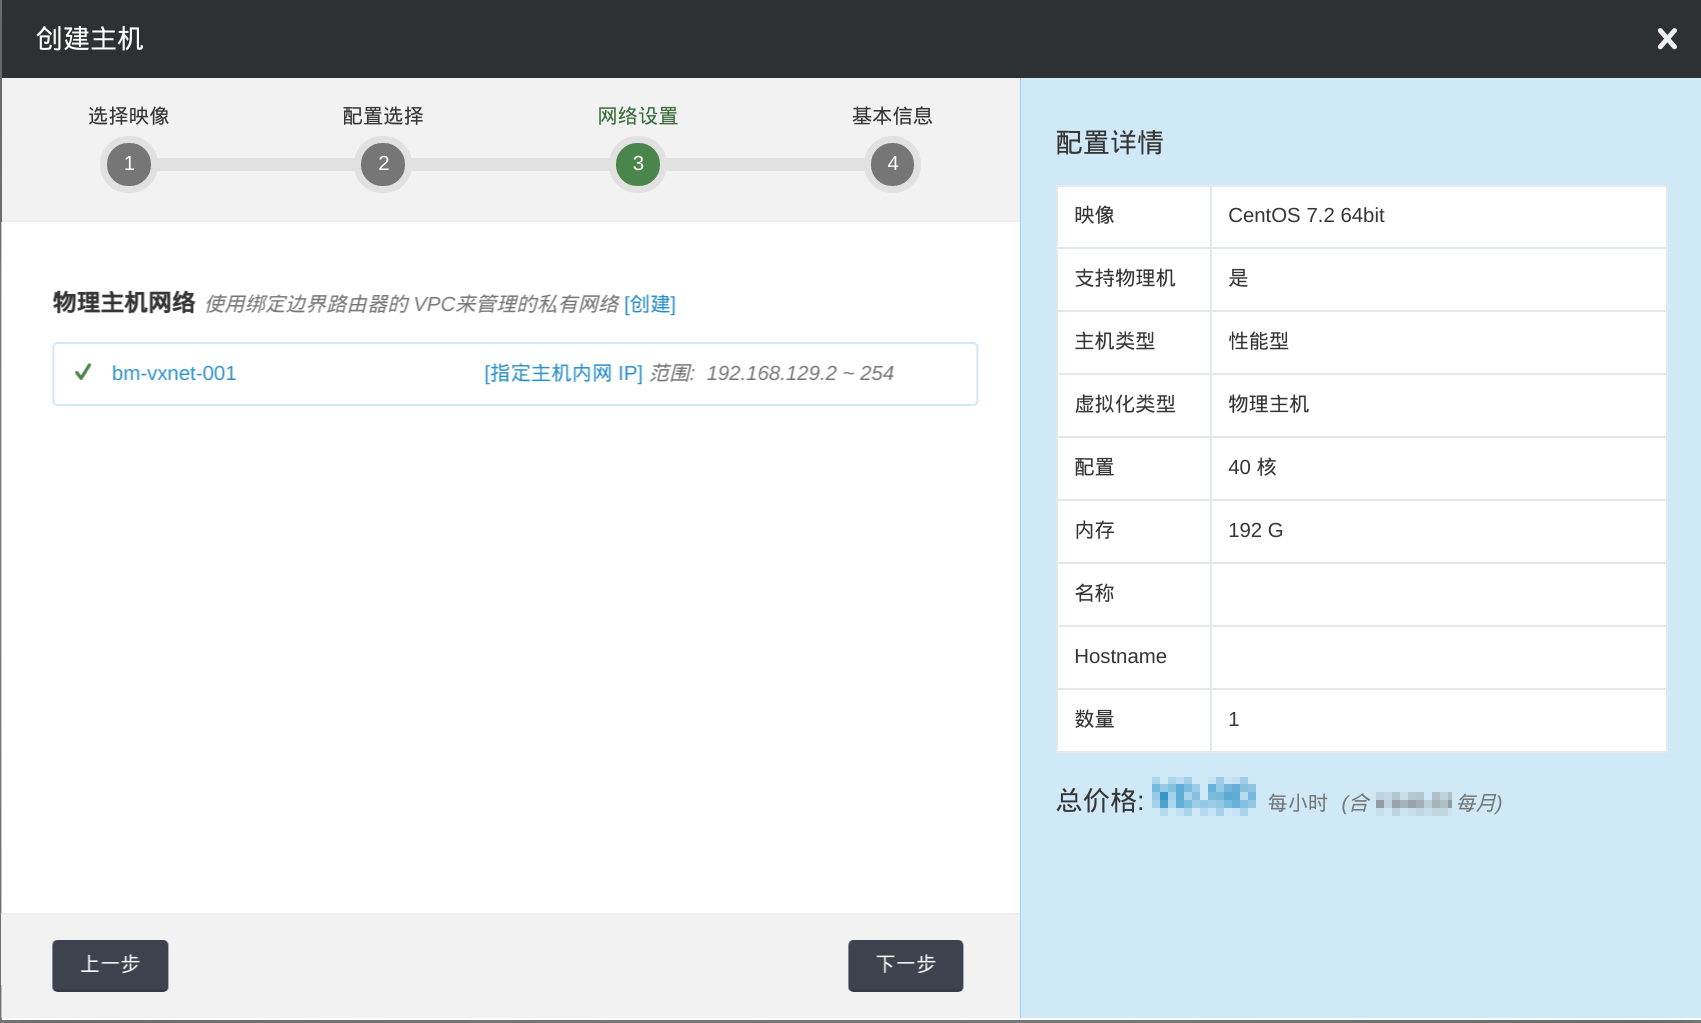 创建主机
选择映像 配置选择 网络设置 基本信息
1 2 3 4
物理主机网络 使用绑定边界路由器的 VPC来管理的私有网络 [创建]
bm-vxnet-001 [指定主机内网 IP] 范围: 192.168.129.2 ~ 254
上一步 下一步
配置详情
映像 CentOS 7.2 64bit
支持物理机 是
主机类型 性能型
虚拟化类型 物理主机
配置 40 核
内存 192 G
名称
Hostname
数量 1
总价格: 每小时 (合 每月)